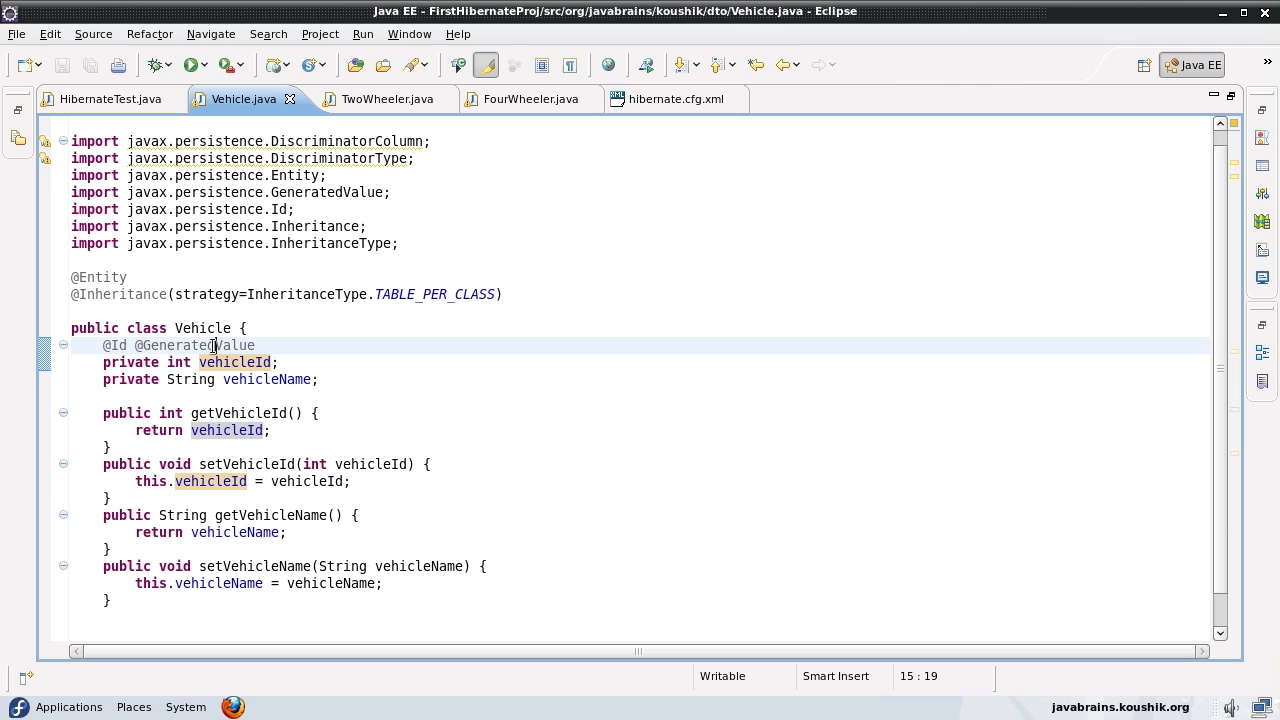 Java EE - FirstHibernateProj/src/org/javabrains/koushik/dto/Vehicle.java - Eclipse
File Edit Source Refactor Navigate Search Project Run Window Help
Java EE
HibernateTest.java Vehicle.java TwoWheeler.java FourWheeler.java hibernate.cfg.xml
import javax.persistence.DiscriminatorColumn;
import javax.persistence.DiscriminatorType;
import javax.persistence.Entity;
import javax.persistence.GeneratedValue;
import javax.persistence.Id;
import javax.persistence.Inheritance;
import javax.persistence.InheritanceType;
@Entity
@Inheritance(strategy=InheritanceType.TABLE_PER_CLASS)
public class Vehicle {
@Id @GeneratedValue
private int vehicleId;
private String vehicleName;
public int getVehicleId() {
return vehicleId;
}
public void setVehicleId(int vehicleId) {
this.vehicleId = vehicleId;
}
public String getVehicleName() {
return vehicleName;
}
public void setVehicleName(String vehicleName) {
this.vehicleName = vehicleName;
}
Writable Smart Insert 15 : 19
Applications Places System javabrains.koushik.org